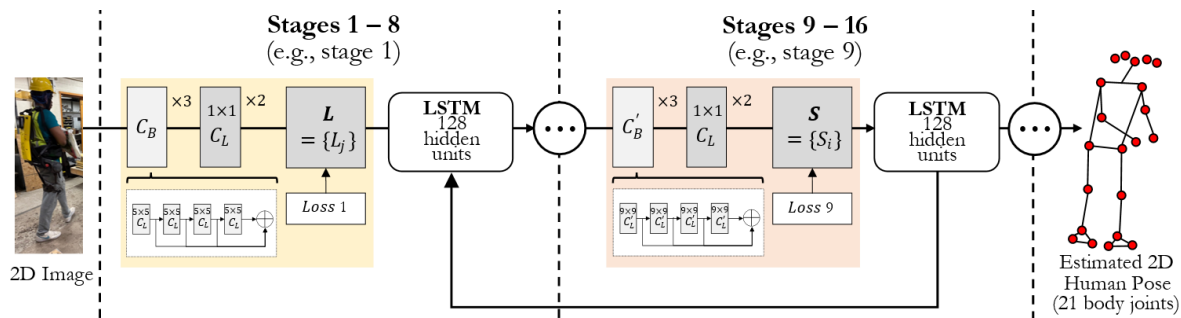 Stages 1 – 8
(e.g., stage 1)
Stages 9 – 16
(e.g., stage 9)
C_B
×3
1×1
C_L
×2
L
= {L_j}
LSTM
128
hidden
units
•••
C'_B
×3
1×1
C_L
×2
S
= {S_i}
LSTM
128
hidden
units
•••
5×5
C_L
5×5
C_L
5×5
C_L
5×5
C_L
Loss 1
9×9
C'_L
9×9
C'_L
9×9
C'_L
9×9
C'_L
Loss 9
2D Image
Estimated 2D
Human Pose
(21 body joints)